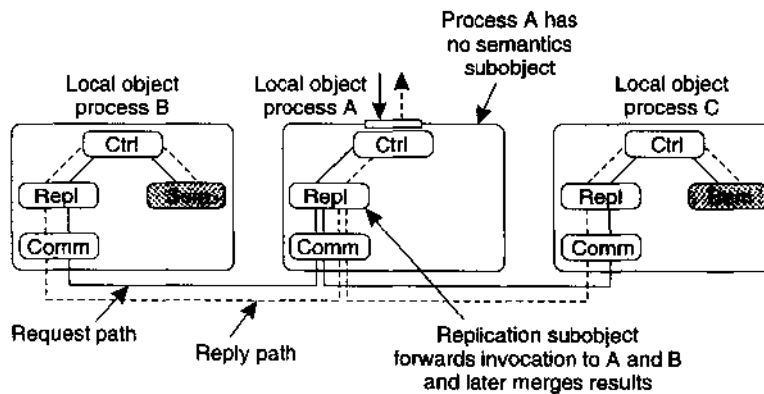 Process A has
no semantics
subobject
Local object
process B
Local object
process A
Local object
process C
Ctrl
Ctrl
Ctrl
Repl
Repl
Repl
Comm
Comm
Comm
Request path
Reply path
Replication subobject
forwards invocation to A and B
and later merges results